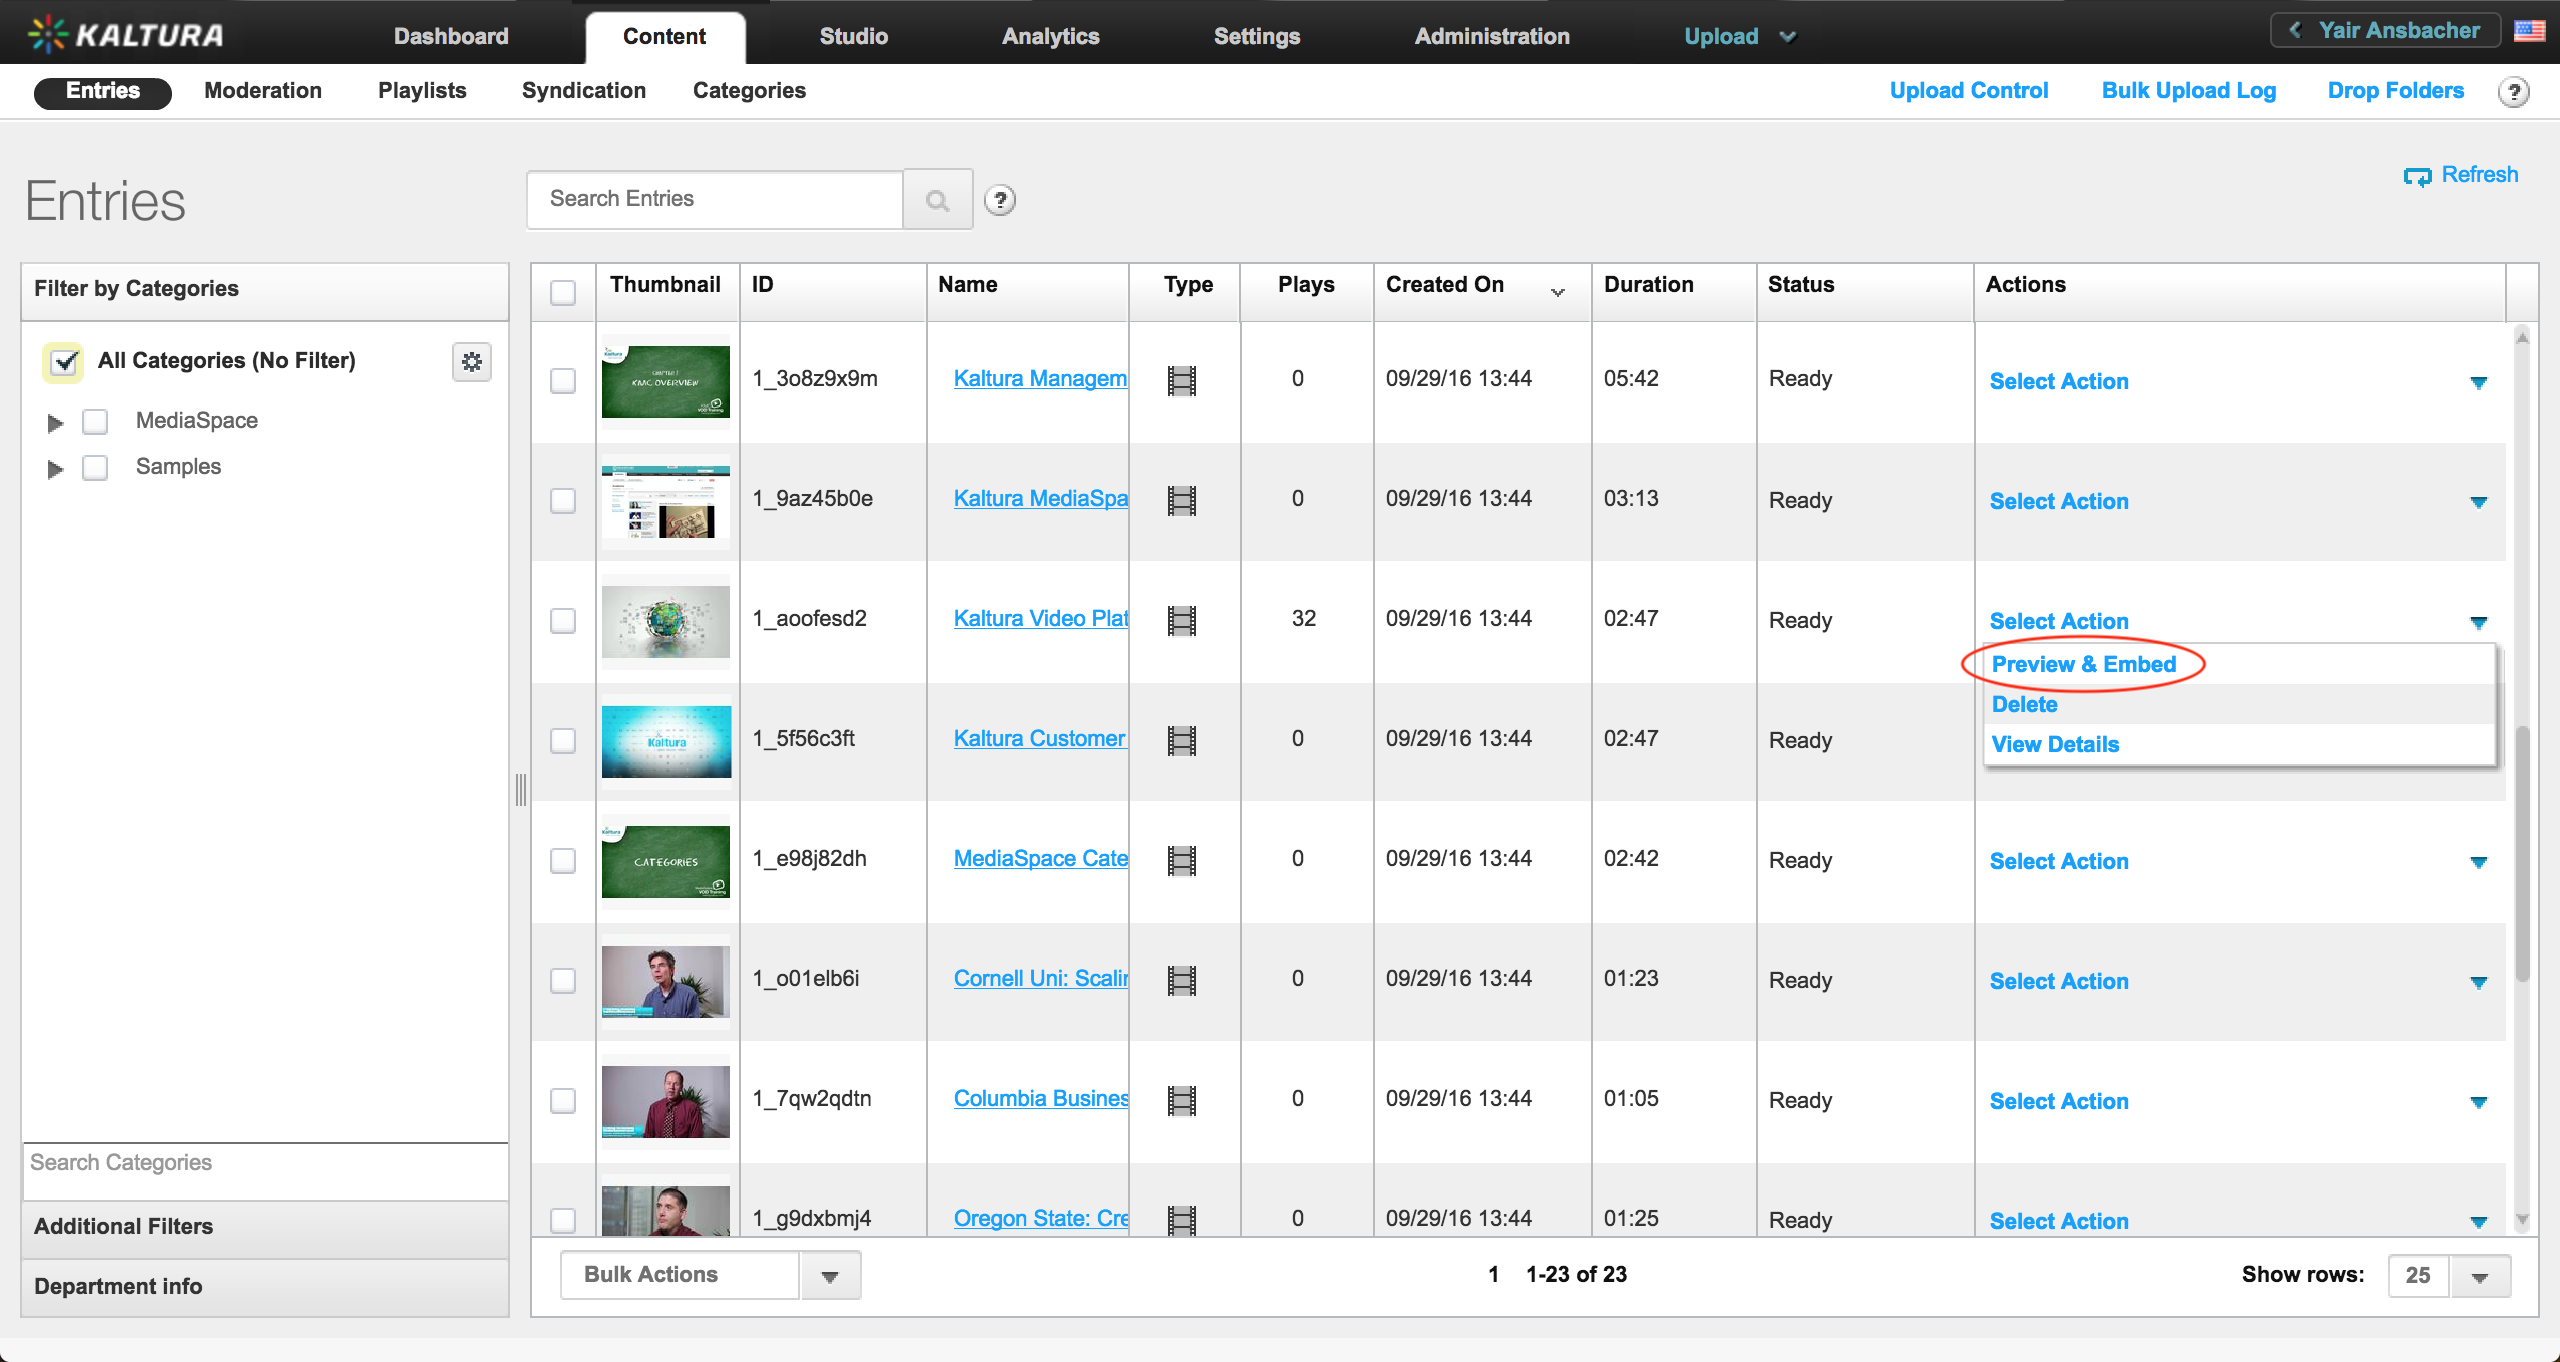 KALTURA
Dashboard Content Studio Analytics Settings Administration Upload
Yair Ansbacher
Entries Moderation Playlists Syndication Categories
Upload Control Bulk Upload Log Drop Folders ?
Entries
Search Entries
?
Refresh
Filter by Categories
All Categories (No Filter)
MediaSpace
Samples
Search Categories
Additional Filters
Department info
Thumbnail ID Name Type Plays Created On Duration Status Actions
KMC OVERVIEW
1_3o8z9x9m Kaltura Managem 0 09/29/16 13:44 05:42 Ready Select Action
1_9az45b0e Kaltura MediaSpa 0 09/29/16 13:44 03:13 Ready Select Action
1_aoofesd2 Kaltura Video Plat 32 09/29/16 13:44 02:47 Ready Select Action
Preview & Embed
Delete
View Details
Kaltura
1_5f56c3ft Kaltura Customer 0 09/29/16 13:44 02:47 Ready
CATEGORIES
1_e98j82dh MediaSpace Cate 0 09/29/16 13:44 02:42 Ready Select Action
1_o01elb6i Cornell Uni: Scalin 0 09/29/16 13:44 01:23 Ready Select Action
1_7qw2qdtn Columbia Busines 0 09/29/16 13:44 01:05 Ready Select Action
1_g9dxbmj4 Oregon State: Cre 0 09/29/16 13:44 01:25 Ready Select Action
Bulk Actions
1 1-23 of 23
Show rows: 25